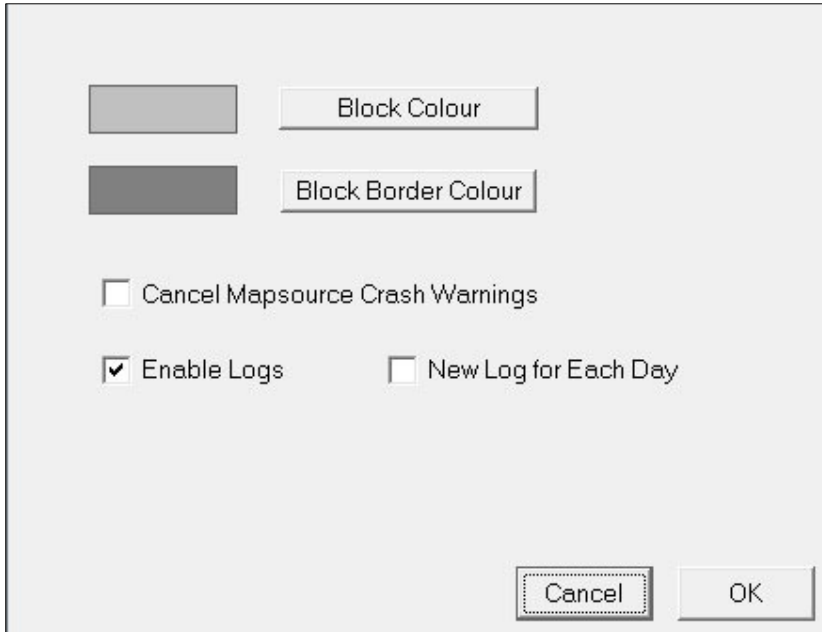 Block Colour
Block Border Colour
Cancel Mapsource Crash Warnings
Enable Logs New Log for Each Day
Cancel OK